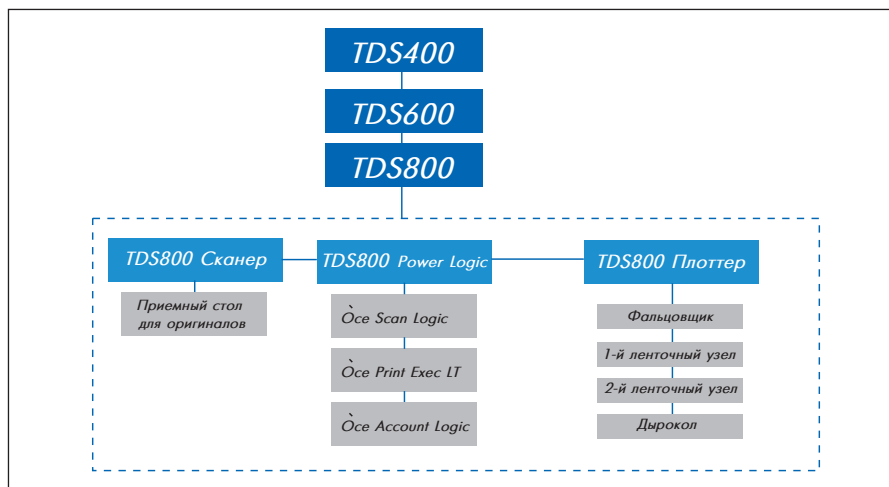 TDS400
TDS600
TDS800
TDS800 Сканер
TDS800 Power Logic
TDS800 Плоттер
Приемный стол
для оригиналов
Òce Scan Logic
Òce Print Exec LT
Òce Account Logic
Фальцовщик
1-й ленточный узел
2-й ленточный узел
Дырокол